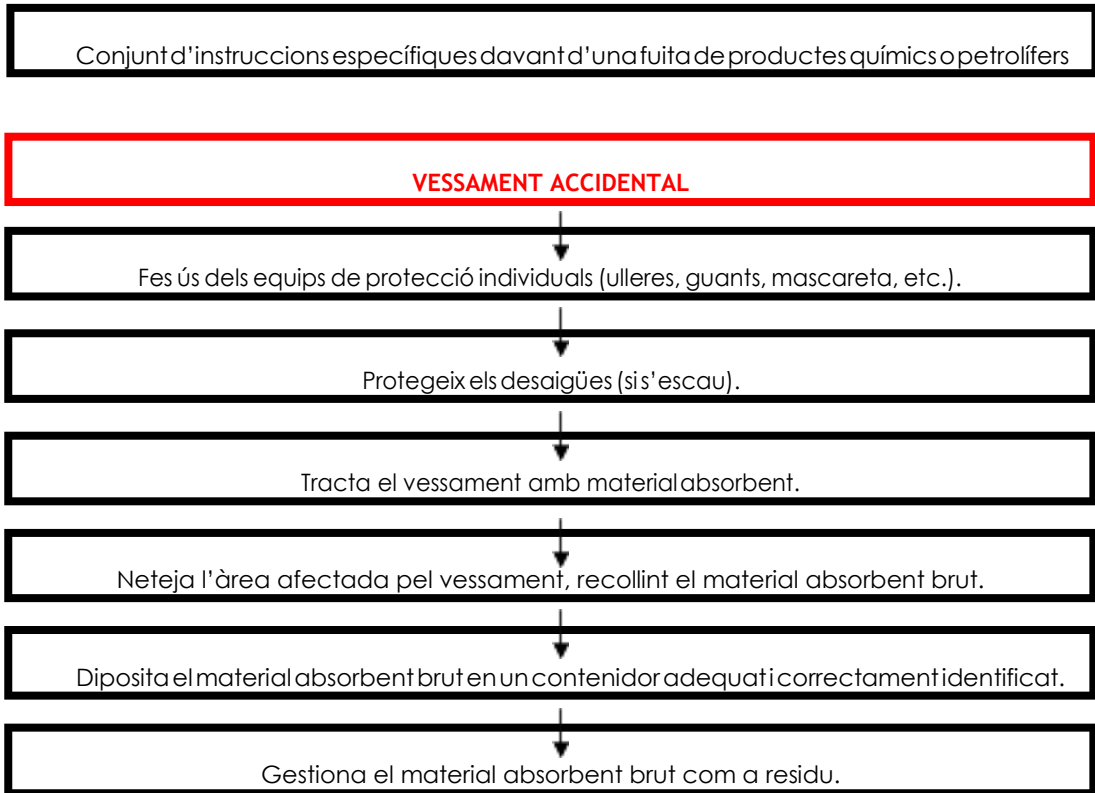 Conjunt d’instruccions específiques davant d’una fuita de productes químics o petrolífers
VESSAMENT ACCIDENTAL
Fes ús dels equips de protecció individuals (ulleres, guants, mascareta, etc.).
Protegeix els desaigües (si s’escau).
Tracta el vessament amb material absorbent.
Neteja l’àrea afectada pel vessament, recollint el material absorbent brut.
Diposita el material absorbent brut en un contenidor adequat i correctament identificat.
Gestiona el material absorbent brut com a residu.